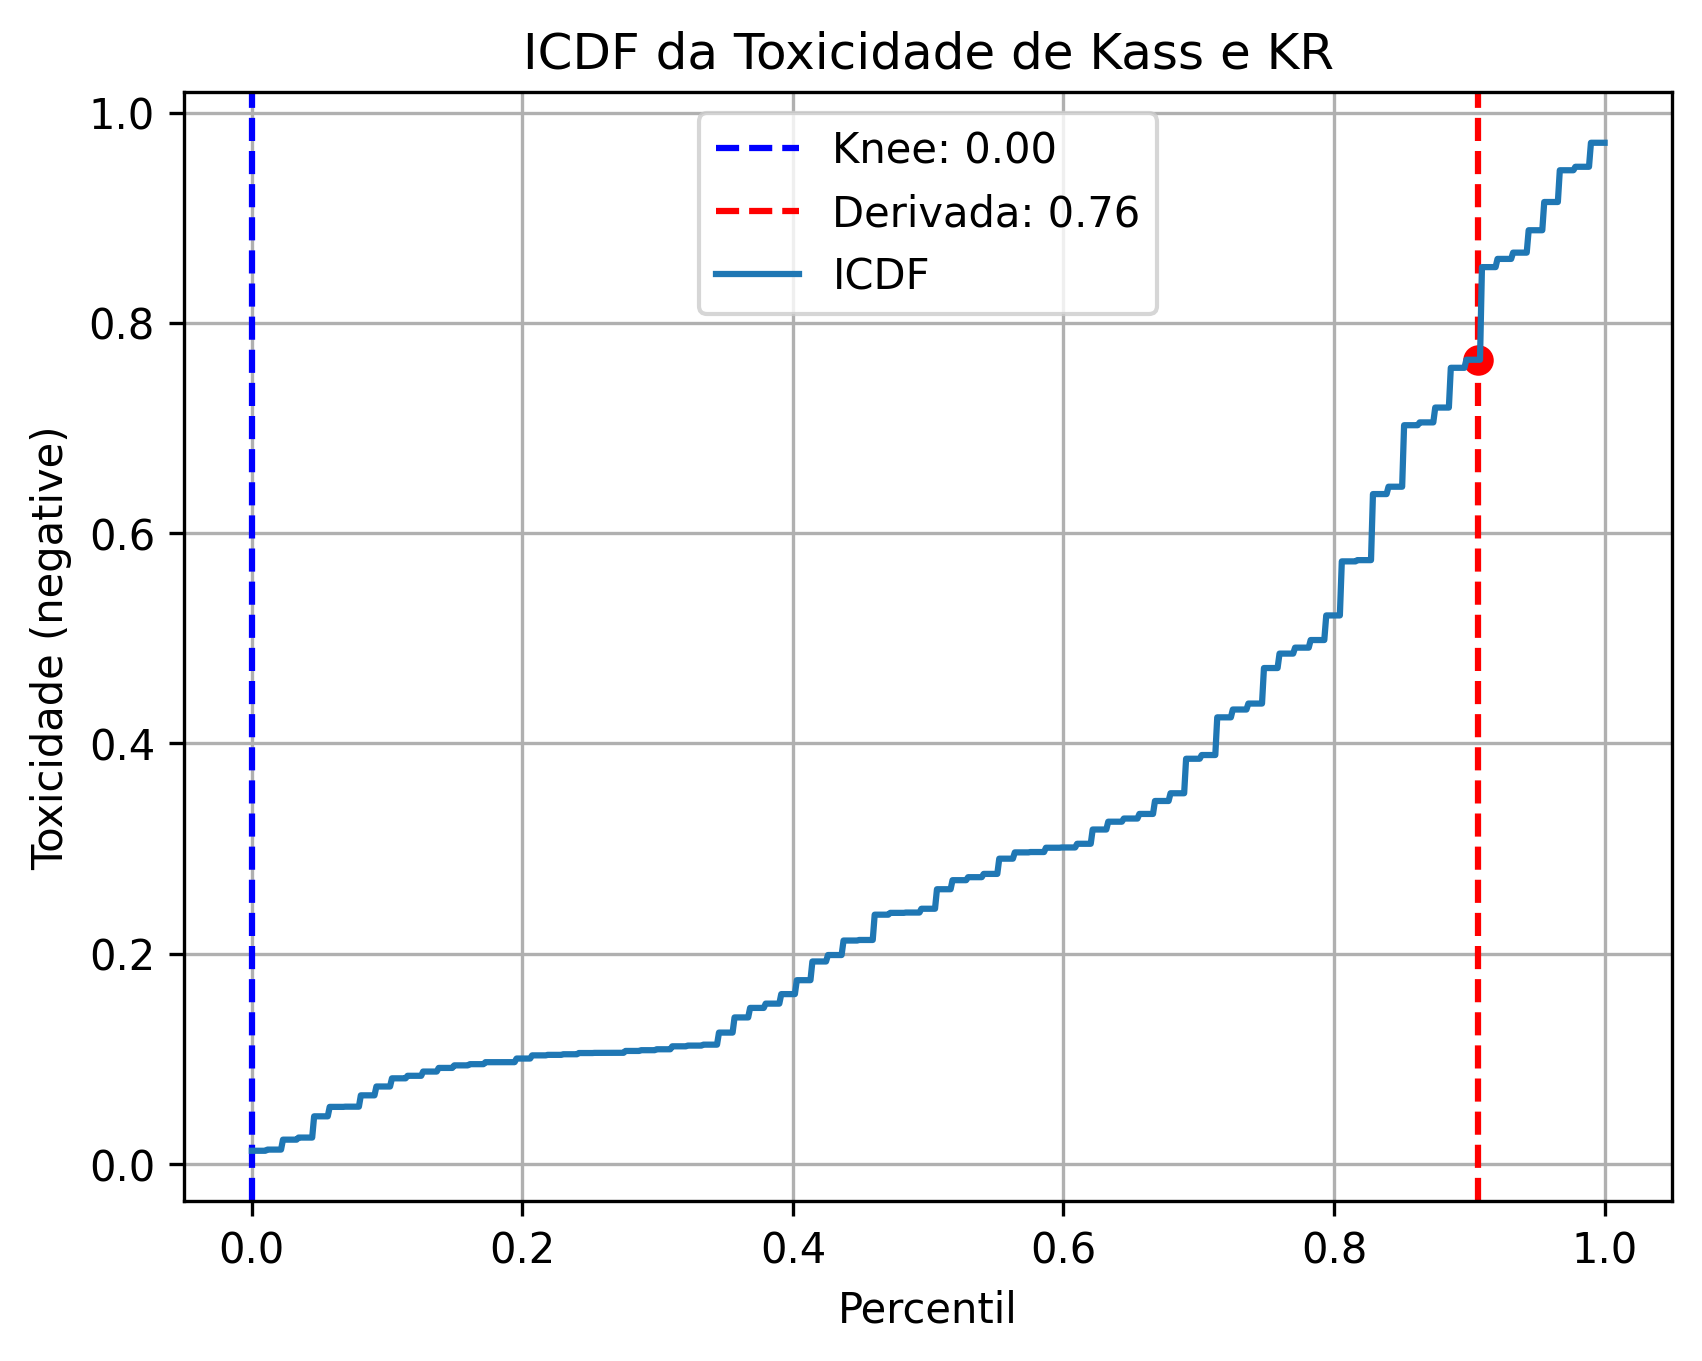 ICDF da Toxicidade de Kass e KR
Knee: 0.00
Derivada: 0.76
ICDF
Toxicidade (negative)
1.0
0.8
0.6
0.4
0.2
0.0
0.0 0.2 0.4 0.6 0.8 1.0
Percentil